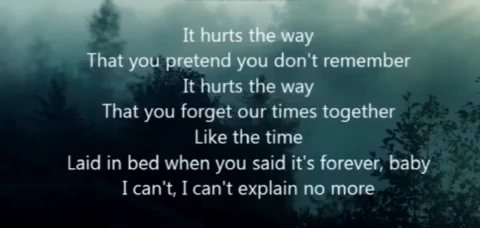 It hurts the way
That you pretend you don't remember
It hurts the way
That you forget our times together
Like the time
Laid in bed when you said it's forever, baby
I can't, I can't explain no more